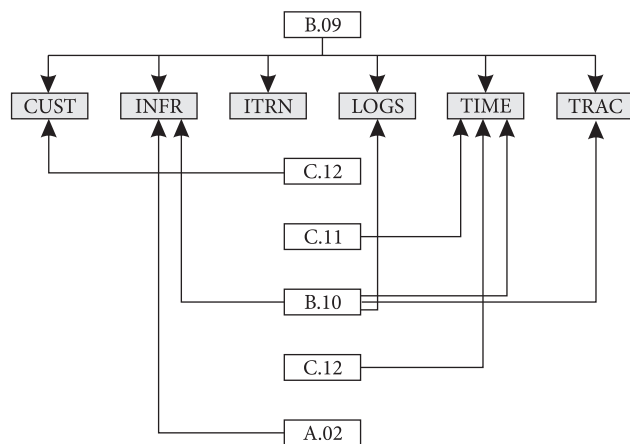 B.09
CUST INFR ITRN LOGS TIME TRAC
C.12
C.11
B.10
C.12
A.02